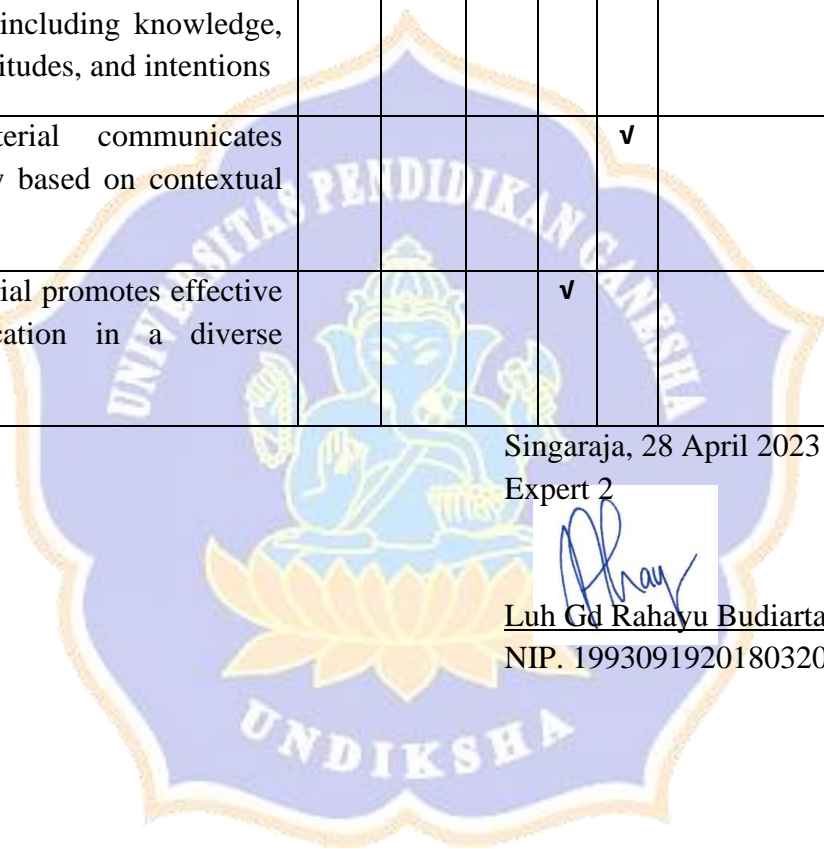 including knowledge,
itudes, and intentions
terial communicates
y based on contextual
√
ial promotes effective
cation in a diverse
√
UNIVERSITAS PENDIDIKAN GANESHA
Singaraja, 28 April 2023
Expert 2
Luh Gd Rahayu Budiarta
NIP. 1993091920180320
UNDIKSHA